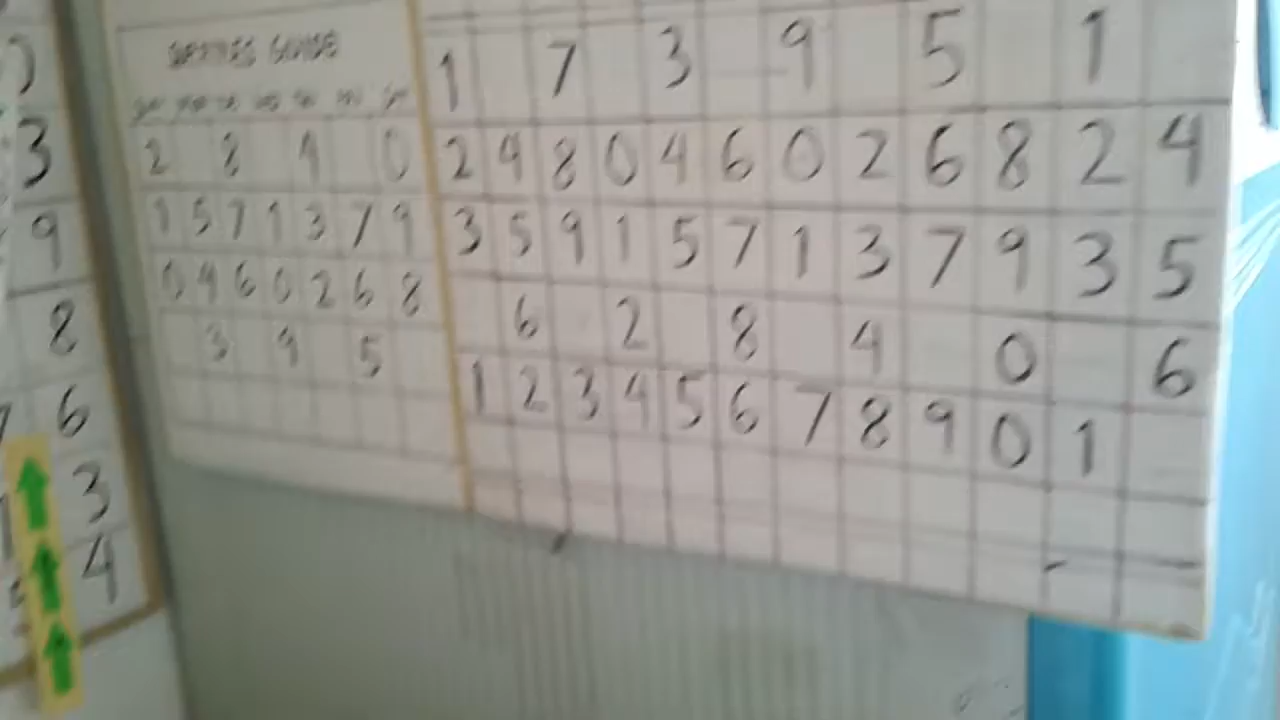 GUIDE
1 7 3 9 5 1
2 8 9 0
2 4 8 0 4 6 0 2 6 8 2 4
1 5 7 1 3 7 9
3 5 9 1 5 7 1 3 7 9 3 5
0 4 6 0 2 6 8
6 2 8 4 0 6
3 9 5
1 2 3 4 5 6 7 8 9 0 1
3
9
8
6
3
4